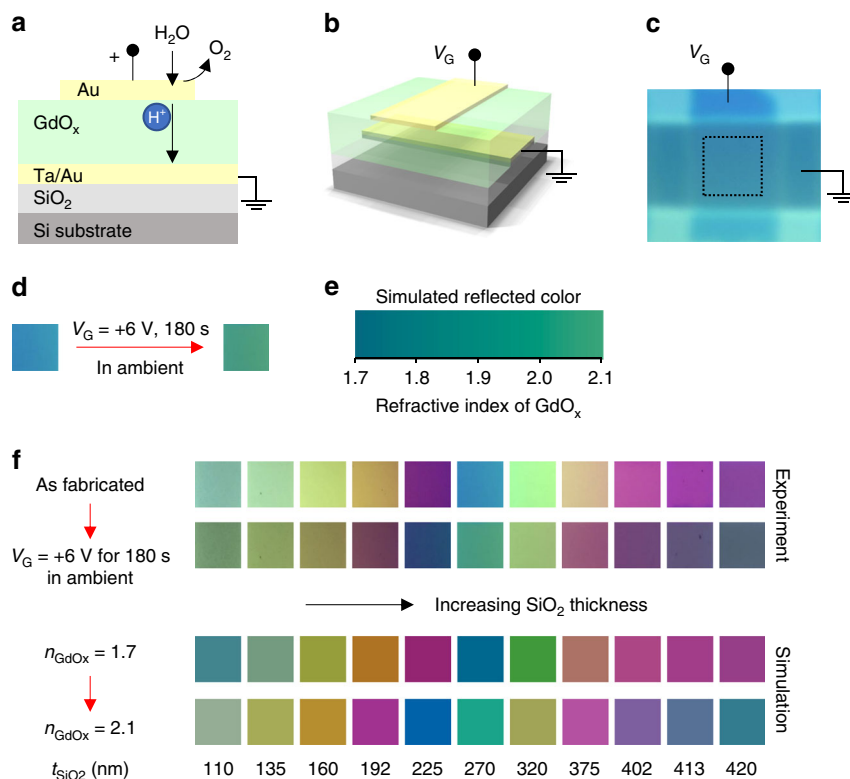 a
H2O
O2
+
Au
H+
GdOx
Ta/Au
SiO2
Si substrate
b
VG
c
VG
d
VG = +6 V, 180 s
In ambient
e
Simulated reflected color
1.7 1.8 1.9 2.0 2.1
Refractive index of GdOx
f
As fabricated
VG = +6 V for 180 s
in ambient
Experiment
Increasing SiO2 thickness
nGdOx = 1.7
nGdOx = 2.1
Simulation
tSiO2 (nm) 110 135 160 192 225 270 320 375 402 413 420